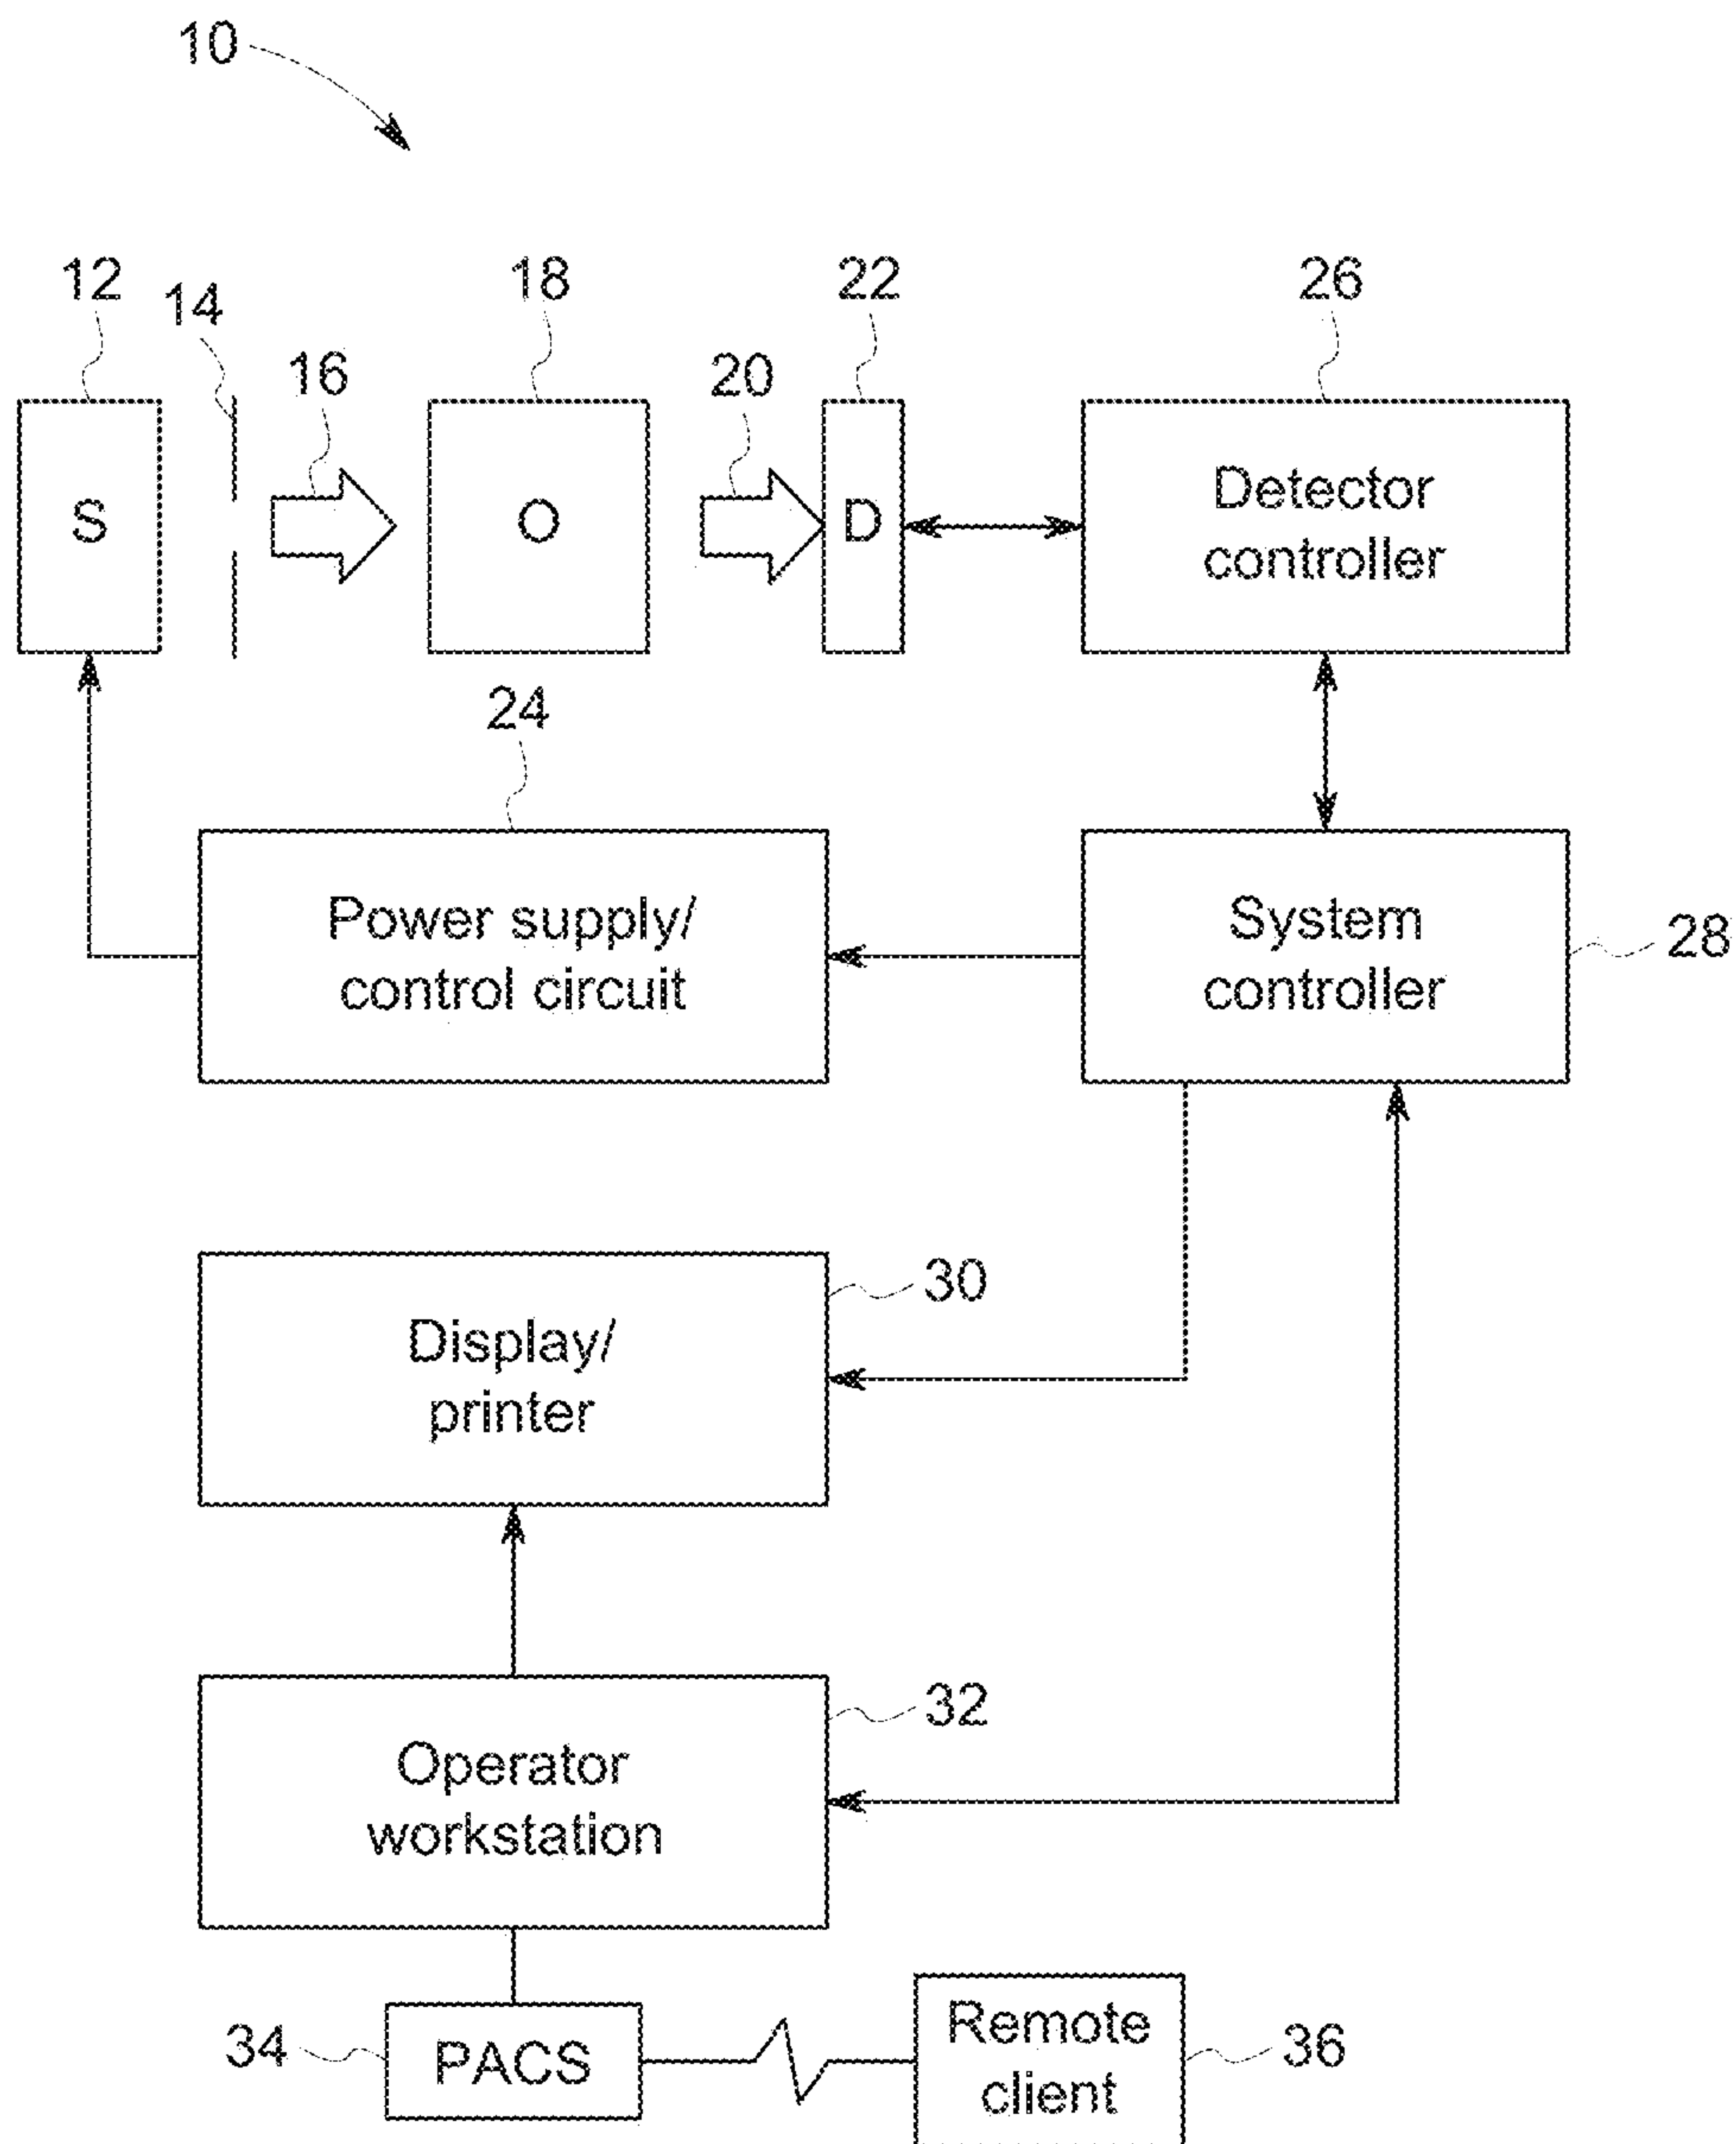 10
12
14
16
18
20
22
26
S
O
D
Detector
controller
24
Power supply/
control circuit
System
controller
28
30
Display/
printer
32
Operator
workstation
34
PACS
Remote
client
36